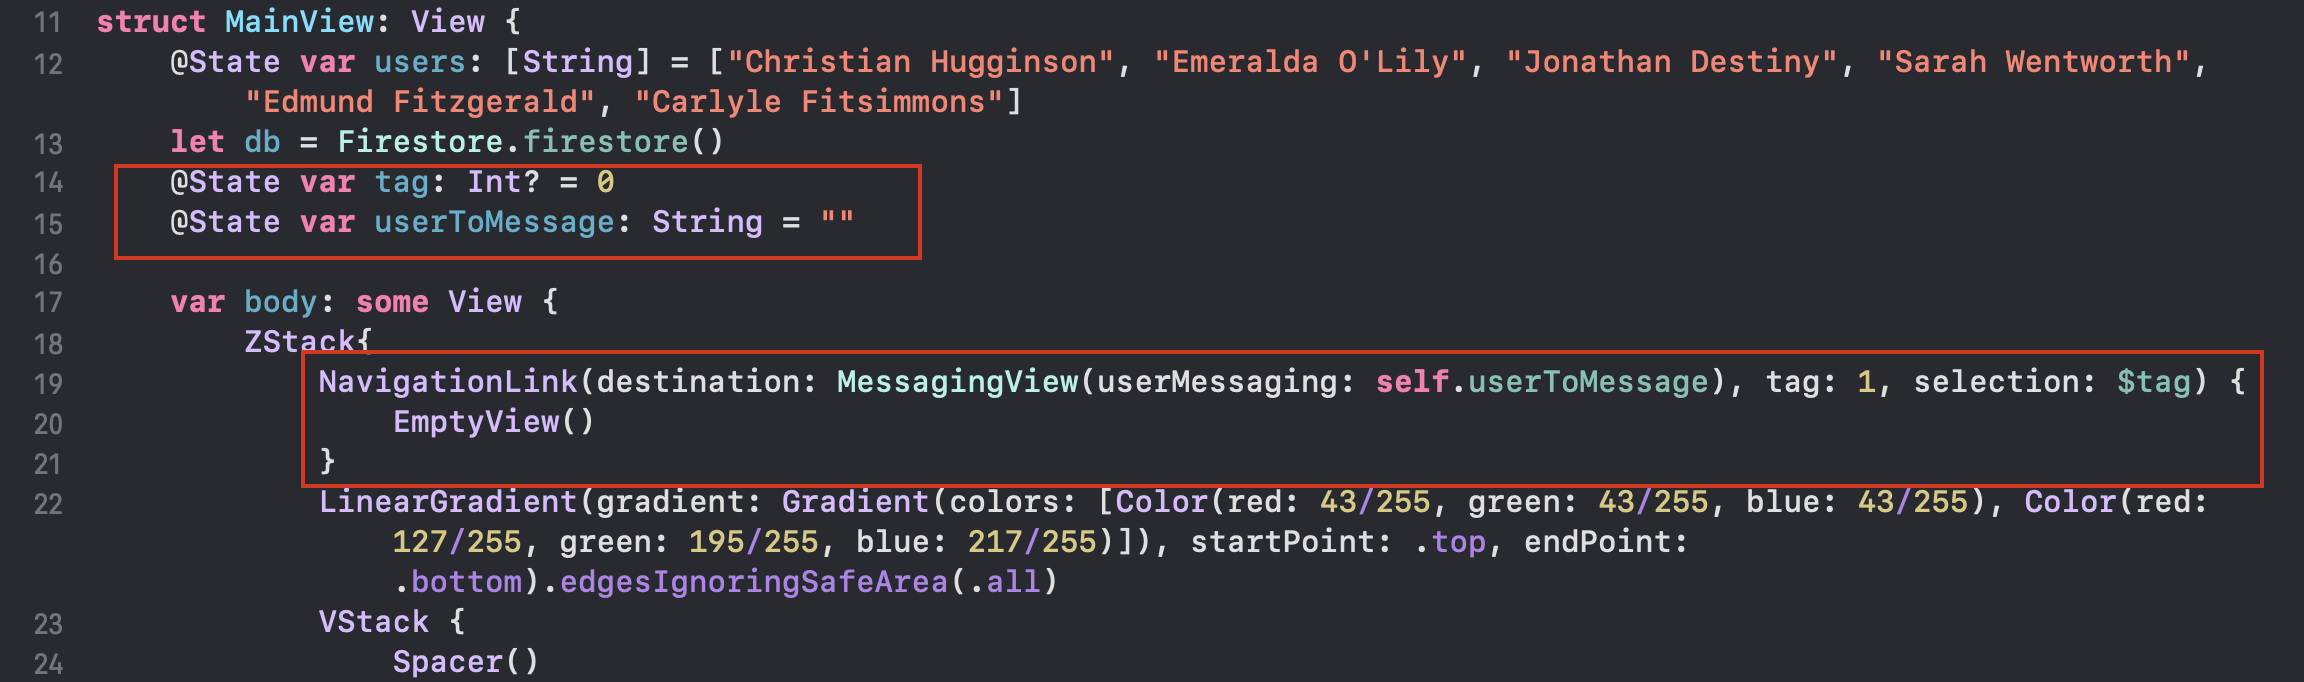 11 struct MainView: View {
12 @State var users: [String] = ["Christian Hugginson", "Emeralda O'Lily", "Jonathan Destiny", "Sarah Wentworth",
"Edmund Fitzgerald", "Carlyle Fitsimmons"]
13 let db = Firestore.firestore()
14 @State var tag: Int? = 0
15 @State var userToMessage: String = ""
16
17 var body: some View {
18 ZStack{
19 NavigationLink(destination: MessagingView(userMessaging: self.userToMessage), tag: 1, selection: $tag) {
20 EmptyView()
21 }
22 LinearGradient(gradient: Gradient(colors: [Color(red: 43/255, green: 43/255, blue: 43/255), Color(red:
127/255, green: 195/255, blue: 217/255)]), startPoint: .top, endPoint:
.bottom).edgesIgnoringSafeArea(.all)
23 VStack {
24 Spacer()